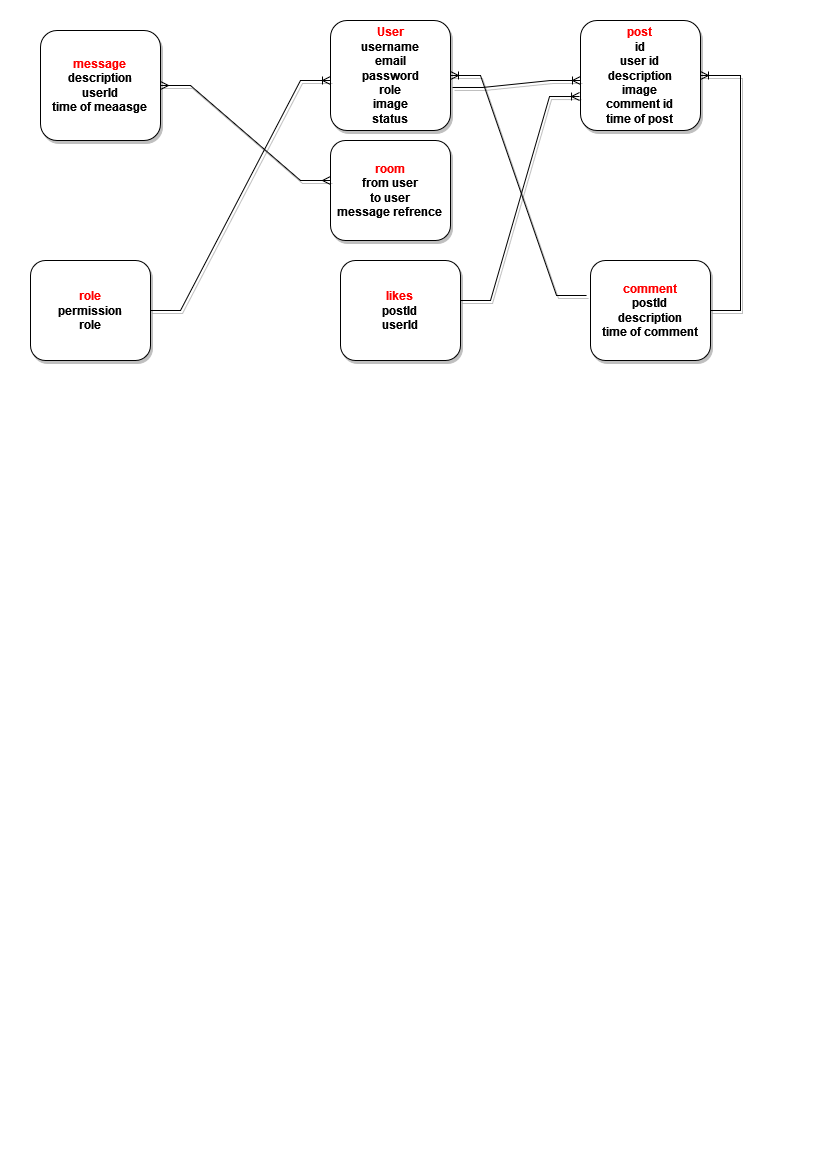 message
description
userId
time of meaasge
User
username
email
password
role
image
status
post
id
user id
description
image
comment id
time of post
room
from user
to user
message refrence
role
permission
role
likes
postId
userId
comment
postId
description
time of comment